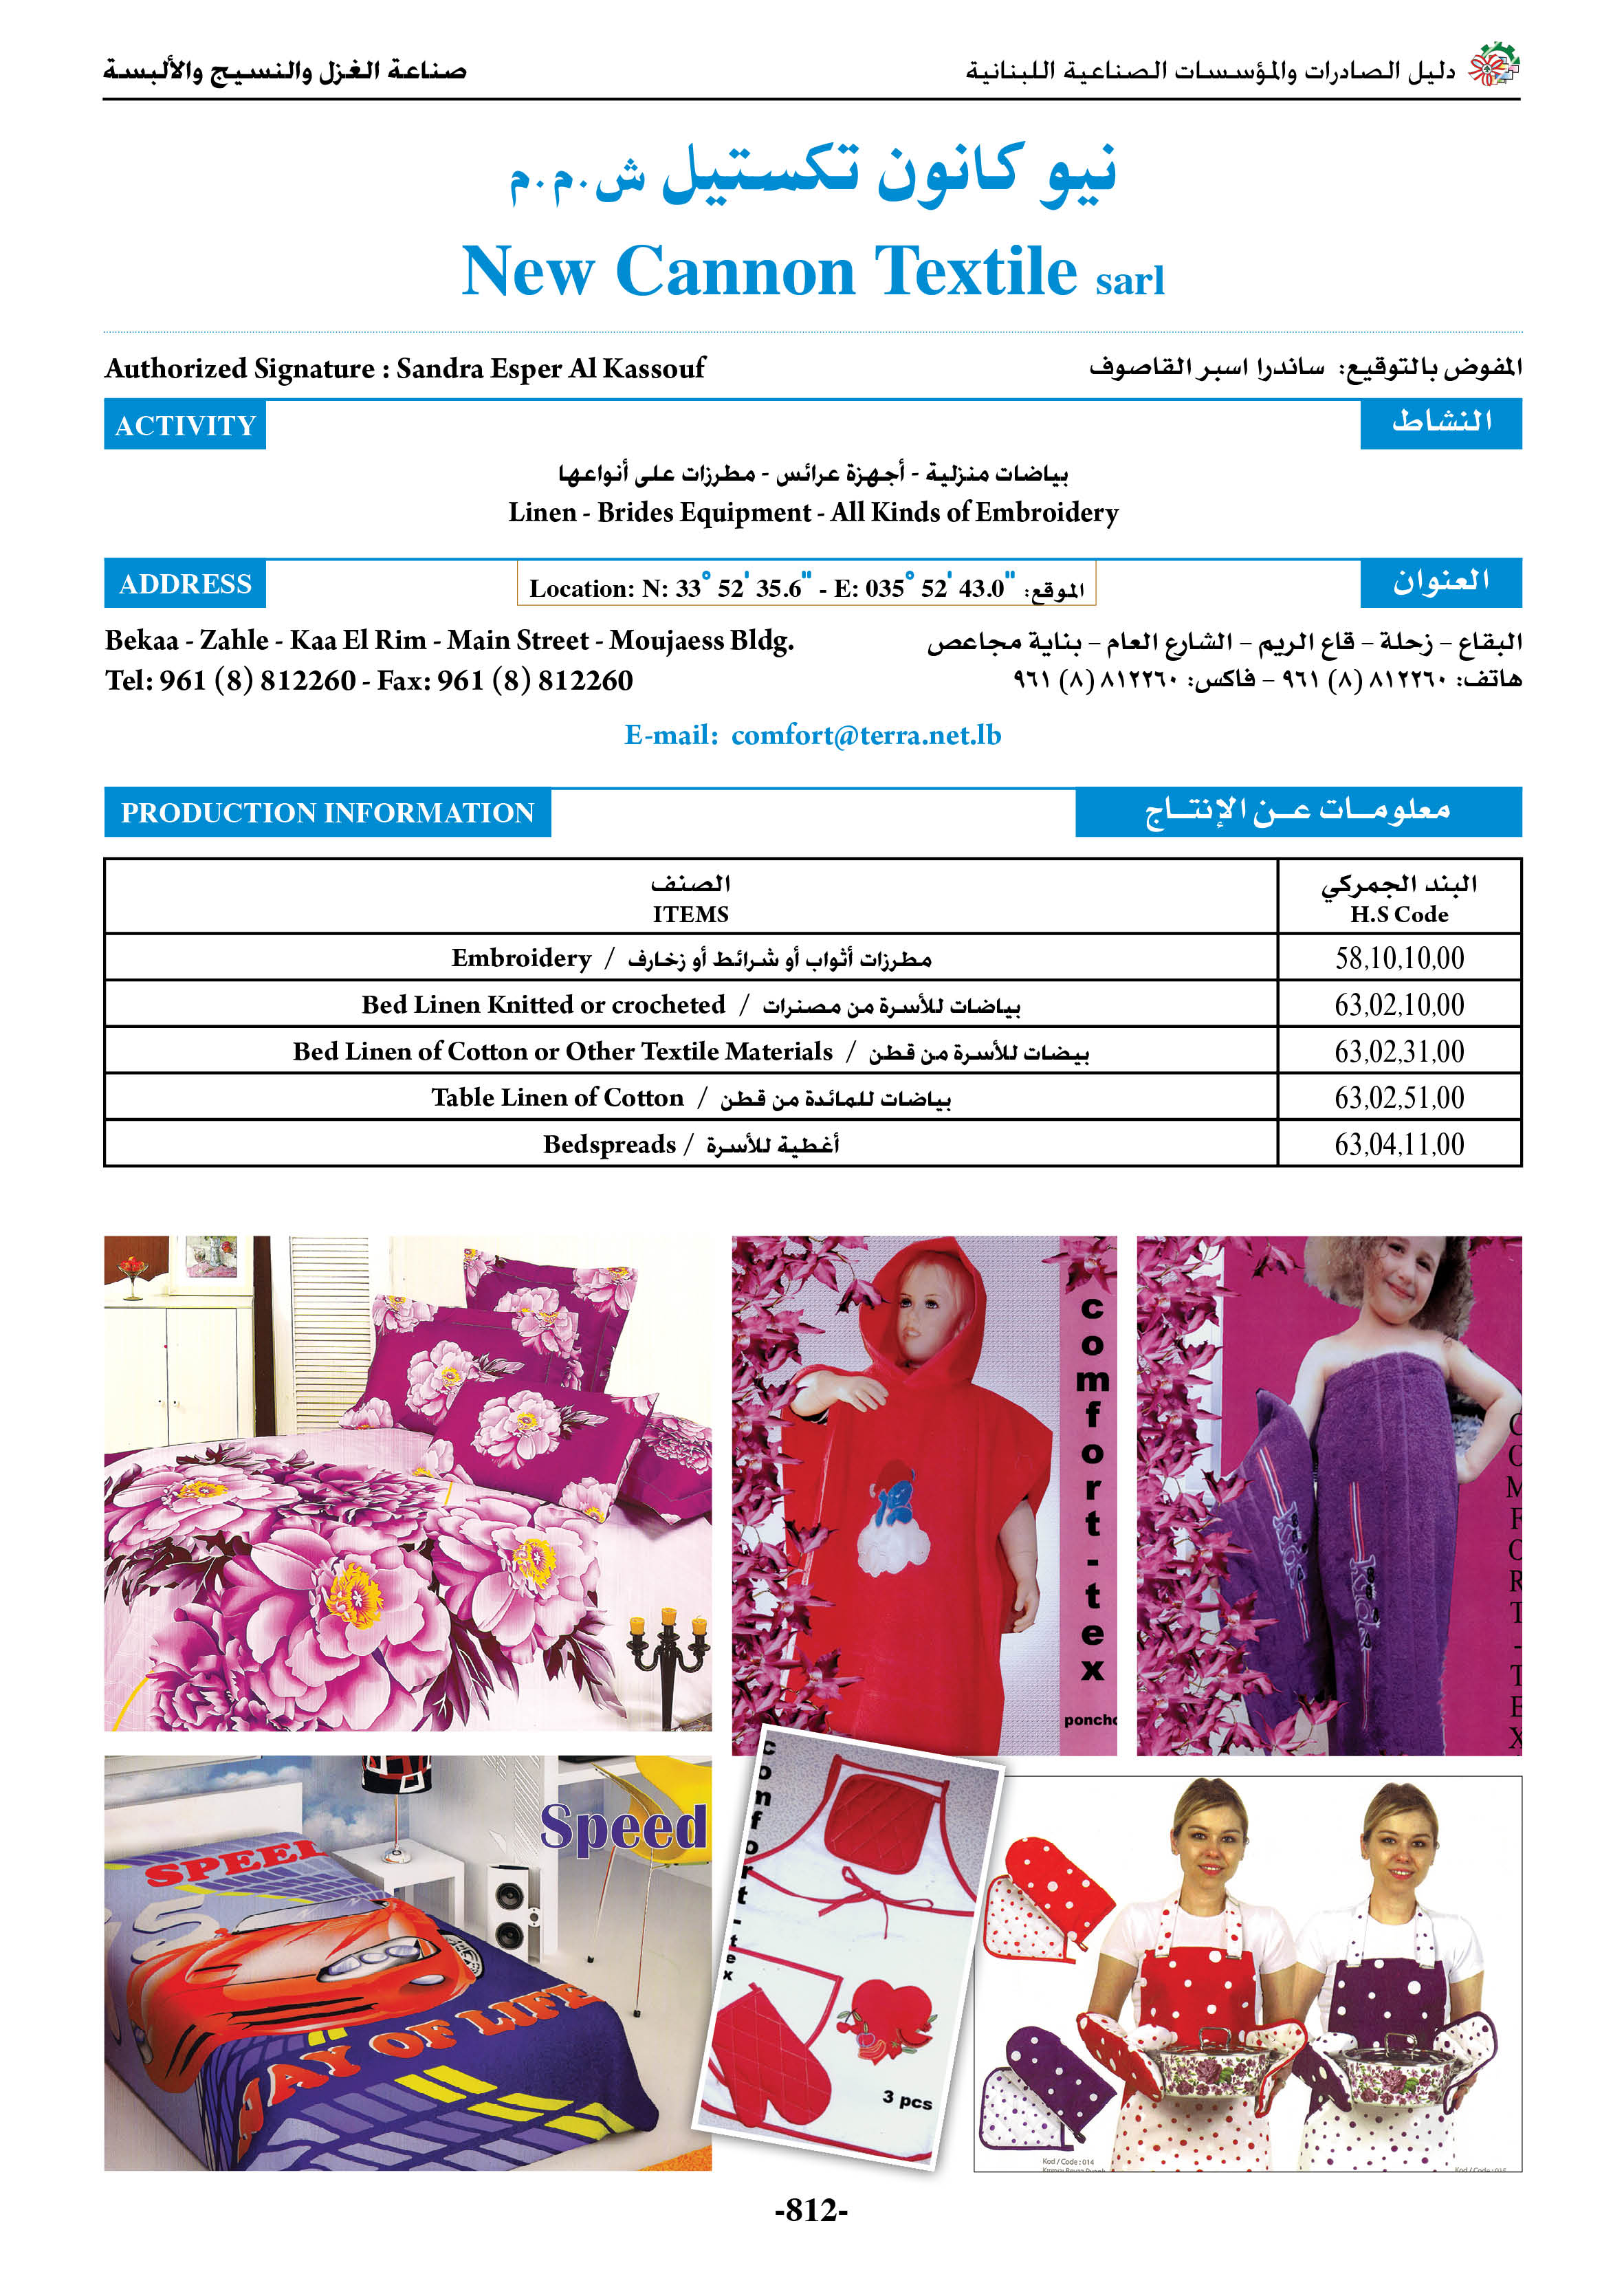 دليل الصادرات والمؤسسات الصناعية اللبنانية
صناعة الغزل والنسيج والألبسة
نيو كانون تكستيل ش.م.م
New Cannon Textile sarl
Authorized Signature : Sandra Esper Al Kassouf
المفوض بالتوقيع: ساندرا اسبر القاصوف
ACTIVITY
النشاط
بياضات منزلية - أجهزة عرائس - مطرزات على أنواعها
Linen - Brides Equipment - All Kinds of Embroidery
ADDRESS
Location: N: 33° 52' 35.6" - E: 035° 52' 43.0" الموقع:
العنوان
Bekaa - Zahle - Kaa El Rim - Main Street - Moujaess Bldg.
البقاع – زحلة – قاع الريم – الشارع العام – بناية مجاعص
Tel: 961 (8) 812260 - Fax: 961 (8) 812260
هاتف: ٨١٢٢٦٠ (٨) ٩٦١ – فاكس: ٨١٢٢٦٠ (٨) ٩٦١
E-mail: comfort@terra.net.lb
PRODUCTION INFORMATION
معلومـات عـن الإنتـاج
الصنف
ITEMS
البند الجمركي
H.S Code
Embroidery / مطرزات أثواب أو شرائط أو زخارف
58,10,10,00
Bed Linen Knitted or crocheted / بياضات للأسرة من مصنرات
63,02,10,00
Bed Linen of Cotton or Other Textile Materials / بيضات للأسرة من قطن
63,02,31,00
Table Linen of Cotton / بياضات للمائدة من قطن
63,02,51,00
Bedspreads / أغطية للأسرة
63,04,11,00
comfort-tex
poncho
COMFORT-TEX
Speed
SPEED
95
WAY OF LIFE
comfort-tex
3 pcs
Kod / Code : 014
-812-